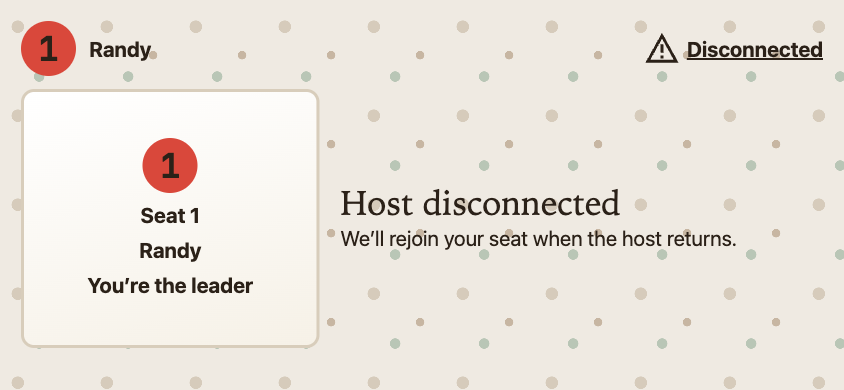 1 Randy
Disconnected
1
Seat 1
Randy
You’re the leader
Host disconnected
We’ll rejoin your seat when the host returns.